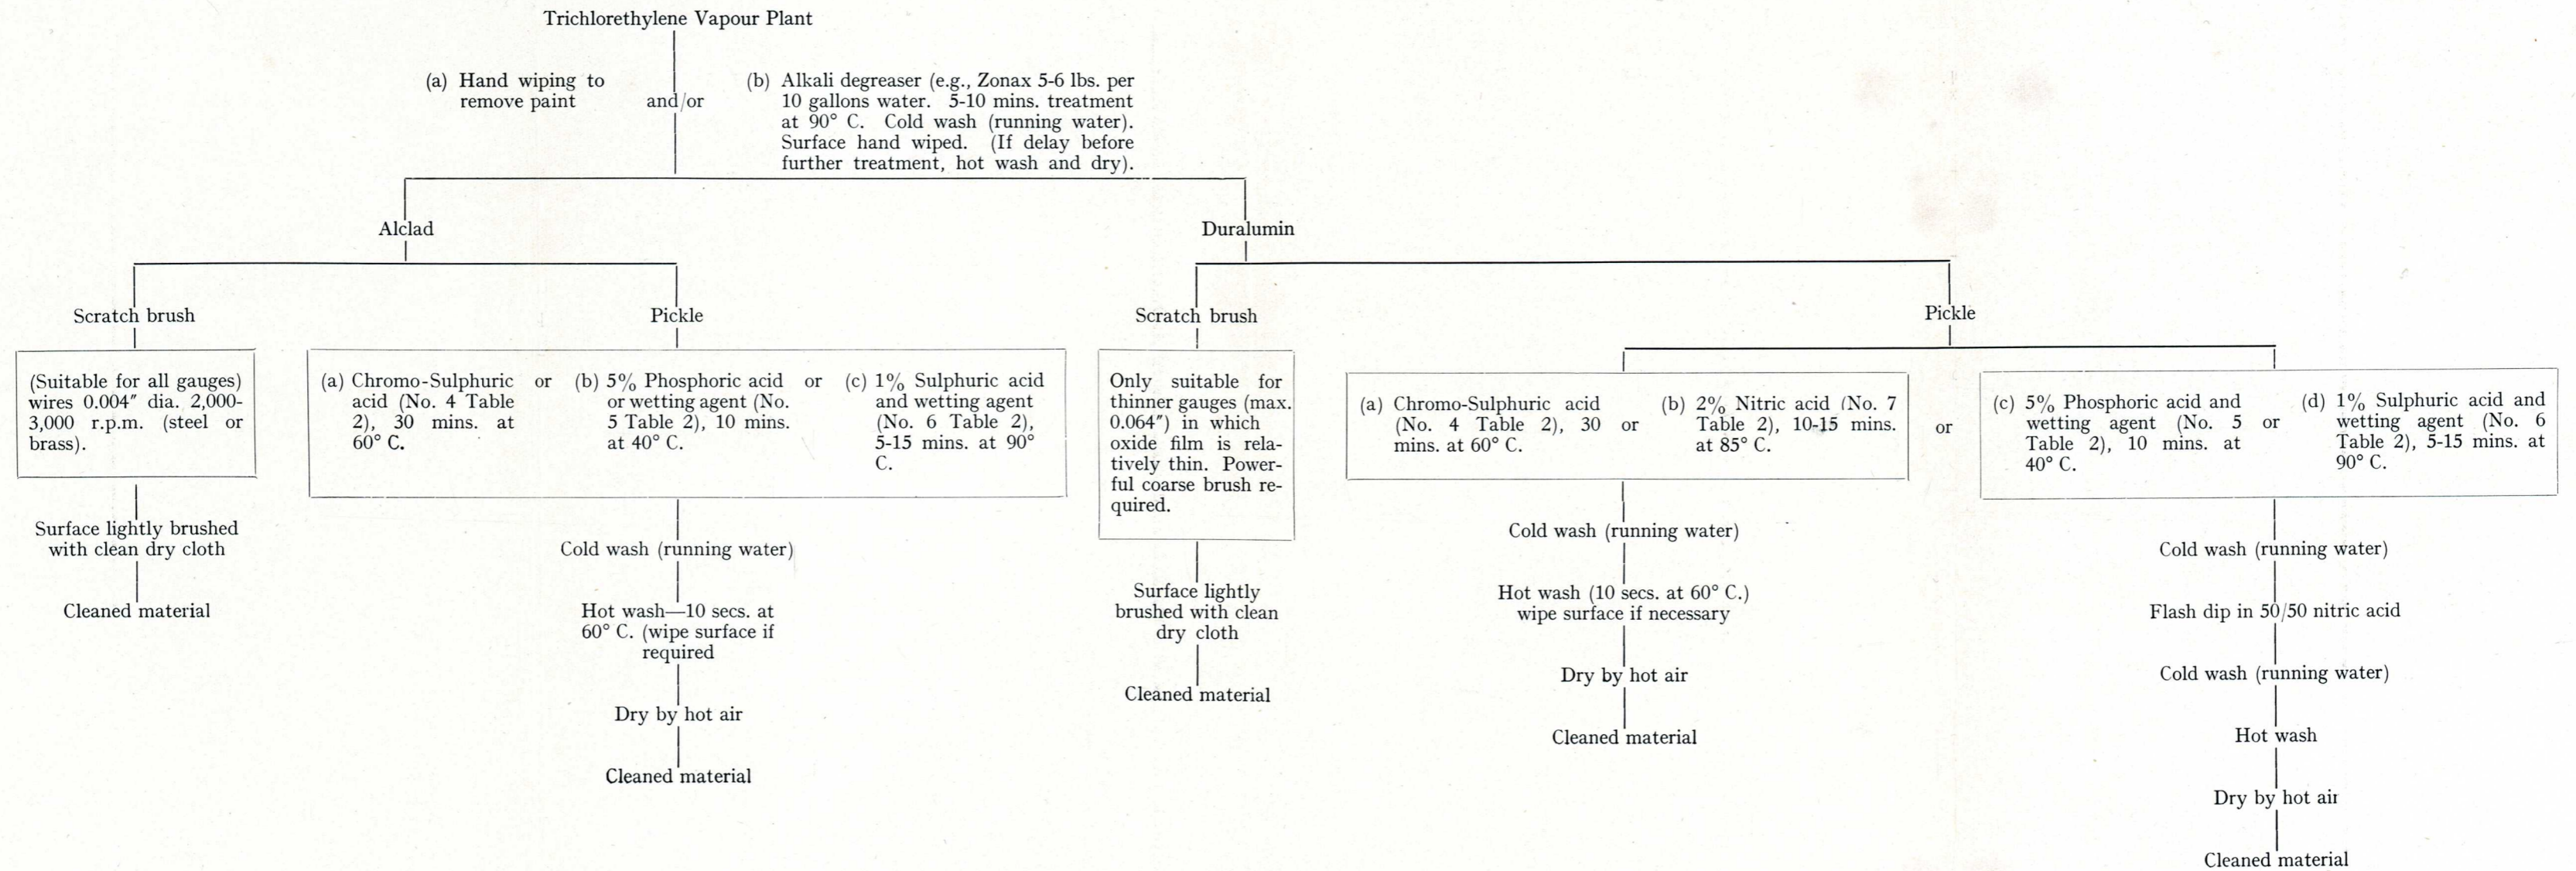 Trichlorethylene Vapour Plant
(a) Hand wiping to
remove paint
and/or
(b) Alkali degreaser (e.g., Zonax 5-6 lbs. per
10 gallons water. 5-10 mins. treatment
at 90° C. Cold wash (running water).
Surface hand wiped. (If delay before
further treatment, hot wash and dry).
Alclad
Duralumin
Scratch brush
Pickle
Scratch brush
Pickle
(Suitable for all gauges)
wires 0.004″ dia. 2,000-
3,000 r.p.m. (steel or
brass).
Surface lightly brushed
with clean dry cloth
Cleaned material
(a) Chromo-Sulphuric
acid (No. 4 Table
2), 30 mins. at
60° C.
or
(b) 5% Phosphoric acid
or wetting agent (No.
5 Table 2), 10 mins.
at 40° C.
or
(c) 1% Sulphuric acid
and wetting agent
(No. 6 Table 2),
5-15 mins. at 90°
C.
Cold wash (running water)
Hot wash—10 secs. at
60° C. (wipe surface if
required
Dry by hot air
Cleaned material
Only suitable for
thinner gauges (max.
0.064″) in which
oxide film is rela-
tively thin. Power-
ful coarse brush re-
quired.
Surface lightly
brushed with clean
dry cloth
Cleaned material
(a) Chromo-Sulphuric acid
(No. 4 Table 2), 30
mins. at 60° C.
or
(b) 2% Nitric acid (No. 7
Table 2), 10-15 mins.
at 85° C.
Cold wash (running water)
Hot wash (10 secs. at 60° C.)
wipe surface if necessary
Dry by hot air
Cleaned material
or
(c) 5% Phosphoric acid and
wetting agent (No. 5
Table 2), 10 mins. at
40° C.
or
(d) 1% Sulphuric acid and
wetting agent (No. 6
Table 2), 5-15 mins. at
90° C.
Cold wash (running water)
Flash dip in 50/50 nitric acid
Cold wash (running water)
Hot wash
Dry by hot air
Cleaned material